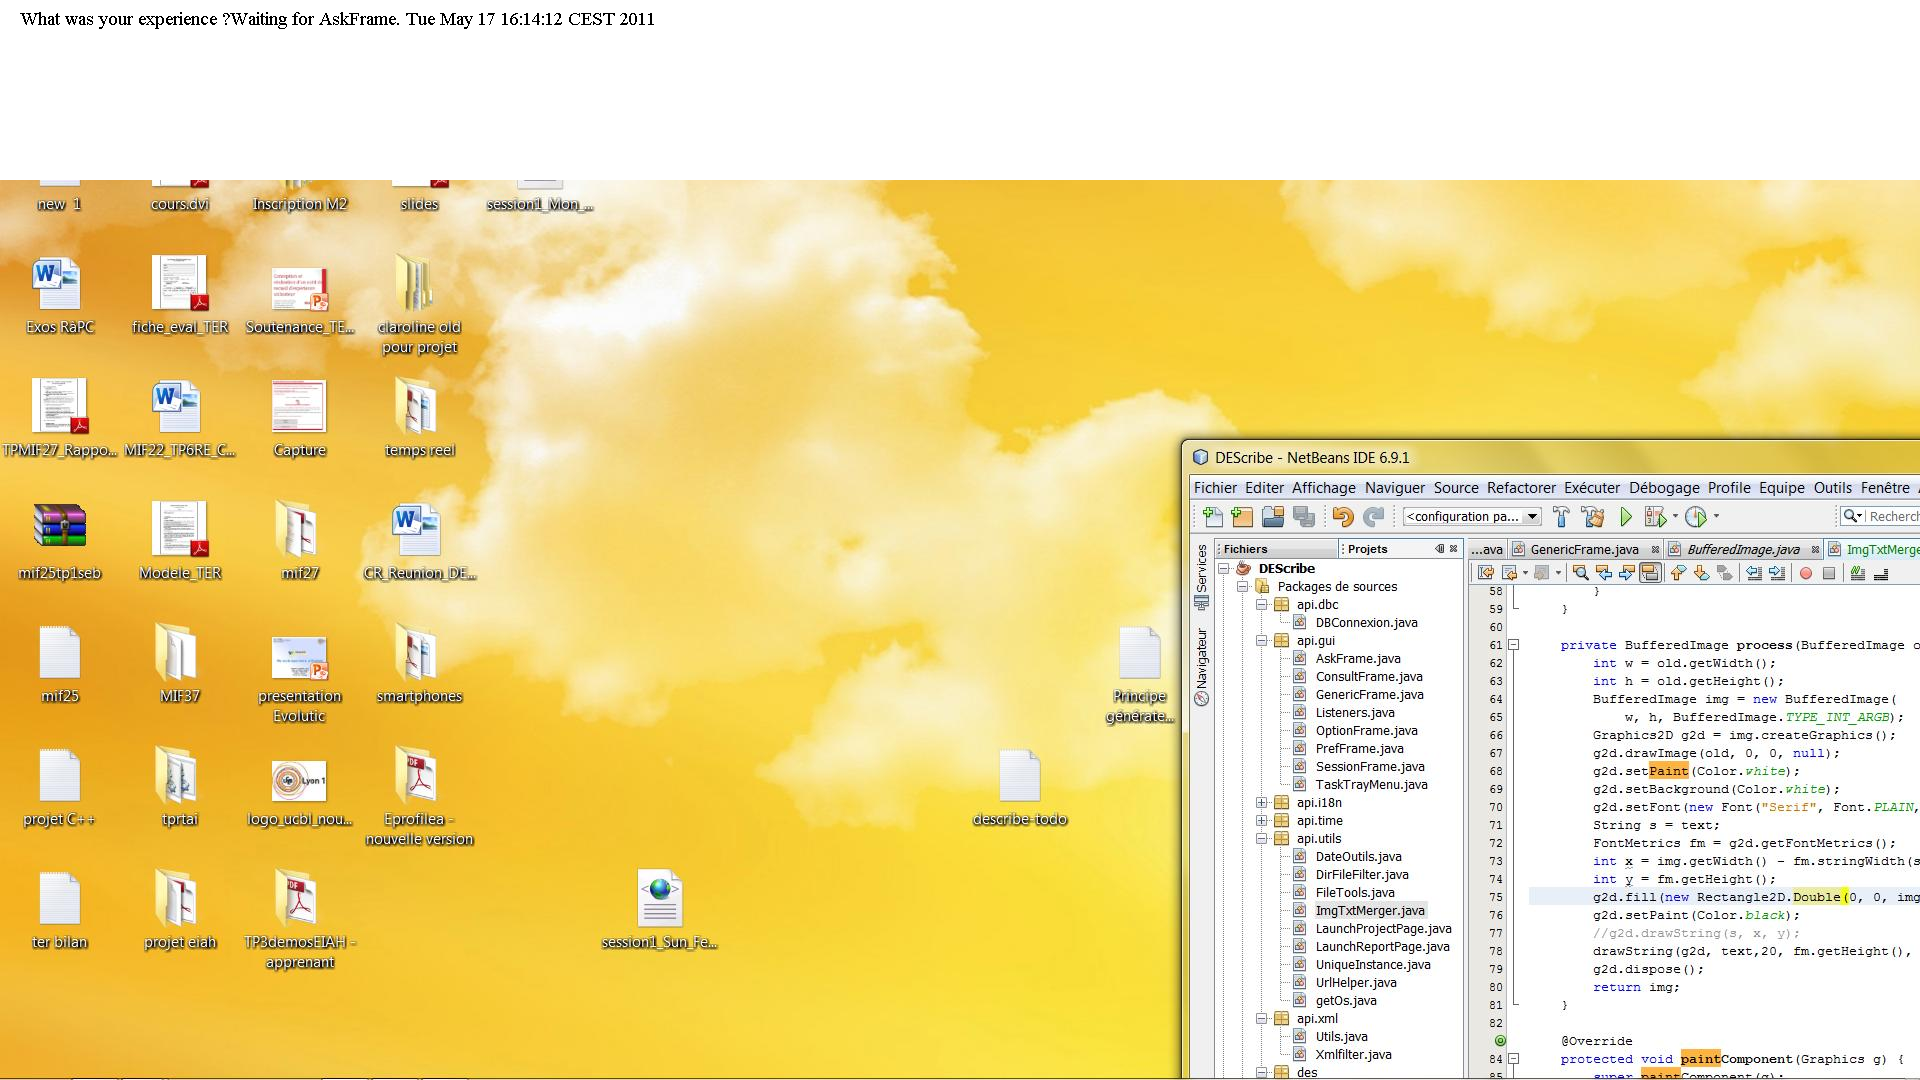 What was your experience ?Waiting for AskFrame. Tue May 17 16:14:12 CEST 2011
new 1
cours.dvi
Inscription M2
slides
session1_Mon_...
Exos RàPC
fiche_eval_TER
Soutenance_TE...
claroline old
pour projet
TPMIF27_Rappo...
MIF22_TP6RE_C...
Capture
temps reel
mif25tp1seb
Modele_TER
mif27
CR_Reunion_DE...
mif25
MIF37
presentation
Evolutic
smartphones
Principe
générate...
projet C++
tprtai
logo_ucbl_nou...
Eprofilea -
nouvelle version
describe-todo
ter bilan
projet eiah
TP3demosEIAH -
apprenant
session1_Sun_Fe...
DEScribe - NetBeans IDE 6.9.1
Fichier Editer Affichage Naviguer Source Refactorer Exécuter Débogage Profile Equipe Outils Fenêtre
<configuration pa...
Recherch
Services
Navigateur
Fichiers
Projets
DEScribe
Packages de sources
api.dbc
DBConnexion.java
api.gui
AskFrame.java
ConsultFrame.java
GenericFrame.java
Listeners.java
OptionFrame.java
PrefFrame.java
SessionFrame.java
TaskTrayMenu.java
api.i18n
api.time
api.utils
DateOutils.java
DirFileFilter.java
FileTools.java
ImgTxtMerger.java
LaunchProjectPage.java
LaunchReportPage.java
UniqueInstance.java
UrlHelper.java
getOs.java
api.xml
Utils.java
Xmlfilter.java
des
...ava GenericFrame.java BufferedImage.java ImgTxtMerge
58 }
59 }
60
61 private BufferedImage process(BufferedImage o
62 int w = old.getWidth();
63 int h = old.getHeight();
64 BufferedImage img = new BufferedImage(
65 w, h, BufferedImage.TYPE_INT_ARGB);
66 Graphics2D g2d = img.createGraphics();
67 g2d.drawImage(old, 0, 0, null);
68 g2d.setPaint(Color.white);
69 g2d.setBackground(Color.white);
70 g2d.setFont(new Font("Serif", Font.PLAIN,
71 String s = text;
72 FontMetrics fm = g2d.getFontMetrics();
73 int x = img.getWidth() - fm.stringWidth(s
74 int y = fm.getHeight();
75 g2d.fill(new Rectangle2D.Double(0, 0, img
76 g2d.setPaint(Color.black);
77 //g2d.drawString(s, x, y);
78 drawString(g2d, text,20, fm.getHeight(),
79 g2d.dispose();
80 return img;
81 }
82
@Override
84 protected void paintComponent(Graphics g) {
85 super.paintComponent(g);